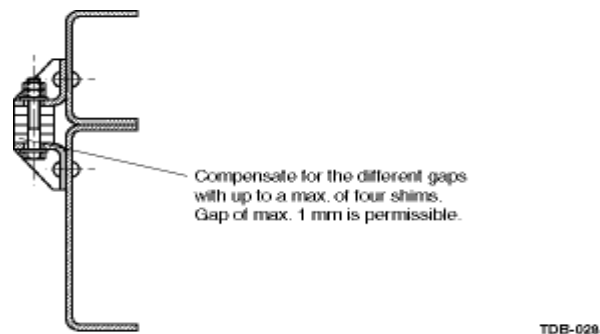 Compensate for the different gaps
with up to a max. of four shims.
Gap of max. 1 mm is permissible.
TDB-028